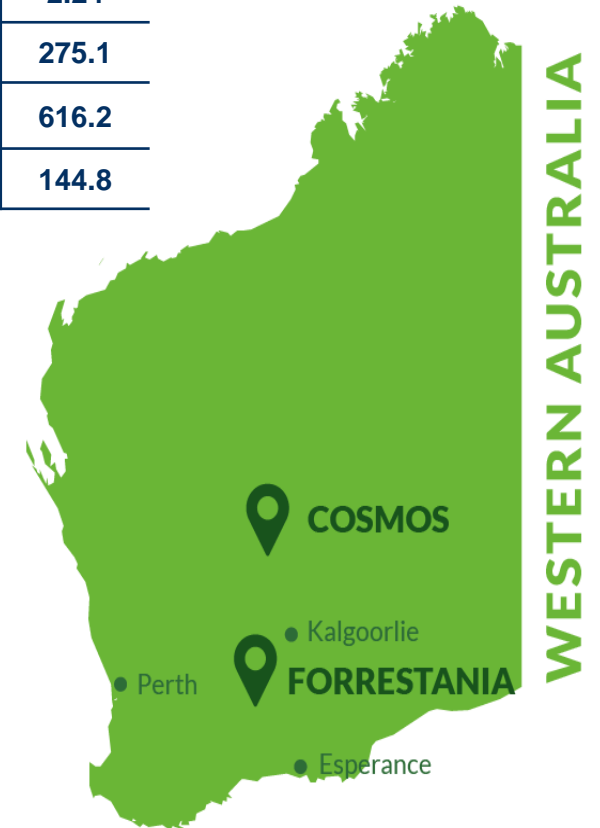 275.1
616.2
144.8
WESTERN AUSTRALIA
COSMOS
Kalgoorlie
Perth
FORRESTANIA
Esperance